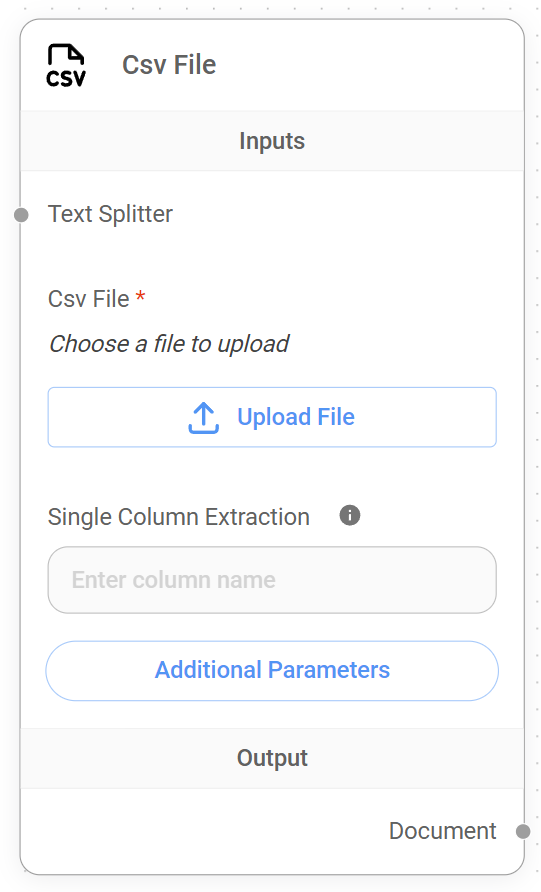 CSV
Csv File
Inputs
Text Splitter
Csv File *
Choose a file to upload
Upload File
Single Column Extraction
Enter column name
Additional Parameters
Output
Document